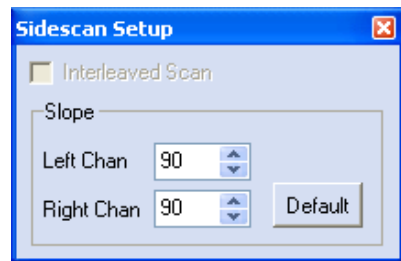 Sidescan Setup
Interleaved Scan
Slope
Left Chan 90
Right Chan 90 Default